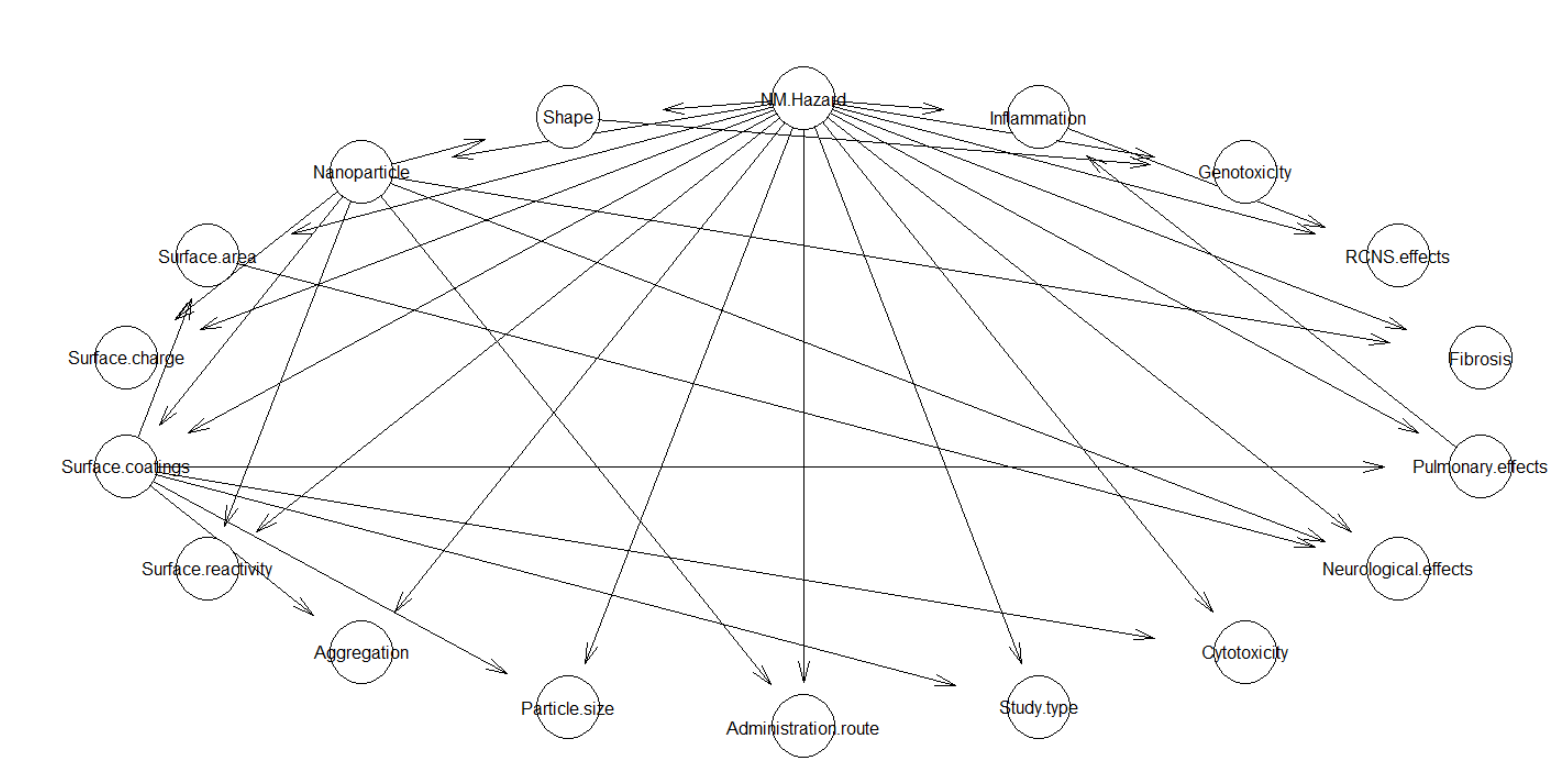 NM.Hazard
Shape
Inflammation
Nanoparticle
Genotoxicity
Surface.area
RCNS.effects
Surface.charge
Fibrosis
Surface.coatings
Pulmonary.effects
Surface.reactivity
Neurological.effects
Aggregation
Cytotoxicity
Particle.size
Study.type
Administration.route